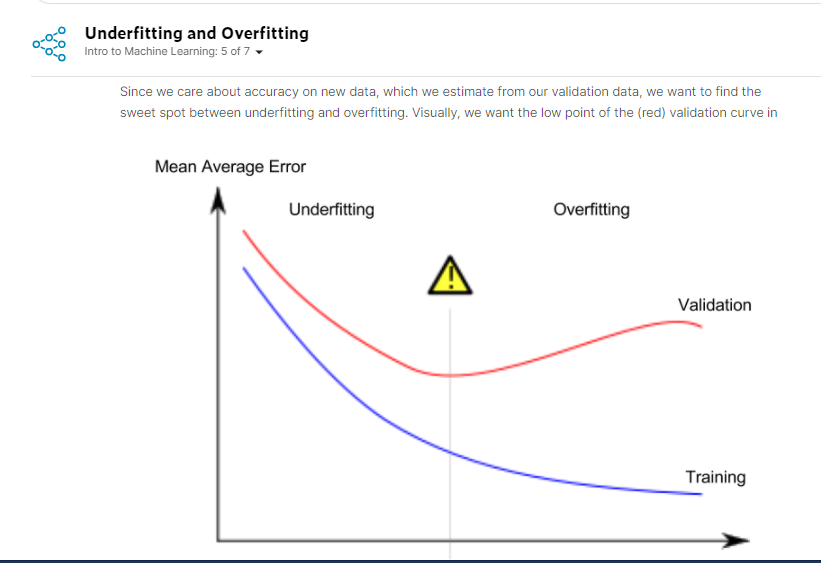 Underfitting and Overfitting
Intro to Machine Learning: 5 of 7
Since we care about accuracy on new data, which we estimate from our validation data, we want to find the
sweet spot between underfitting and overfitting. Visually, we want the low point of the (red) validation curve in
Mean Average Error
Underfitting
Overfitting
!
Validation
Training